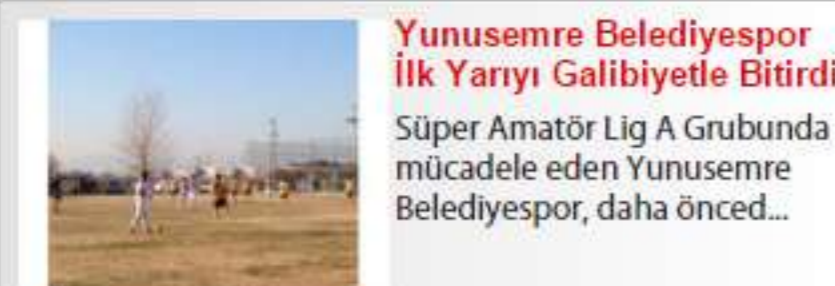 Yunusemre Belediyespor
İlk Yarıyı Galibiyetle Bitirdi
Süper Amatör Lig A Grubunda
mücadele eden Yunusemre
Belediyespor, daha önced...